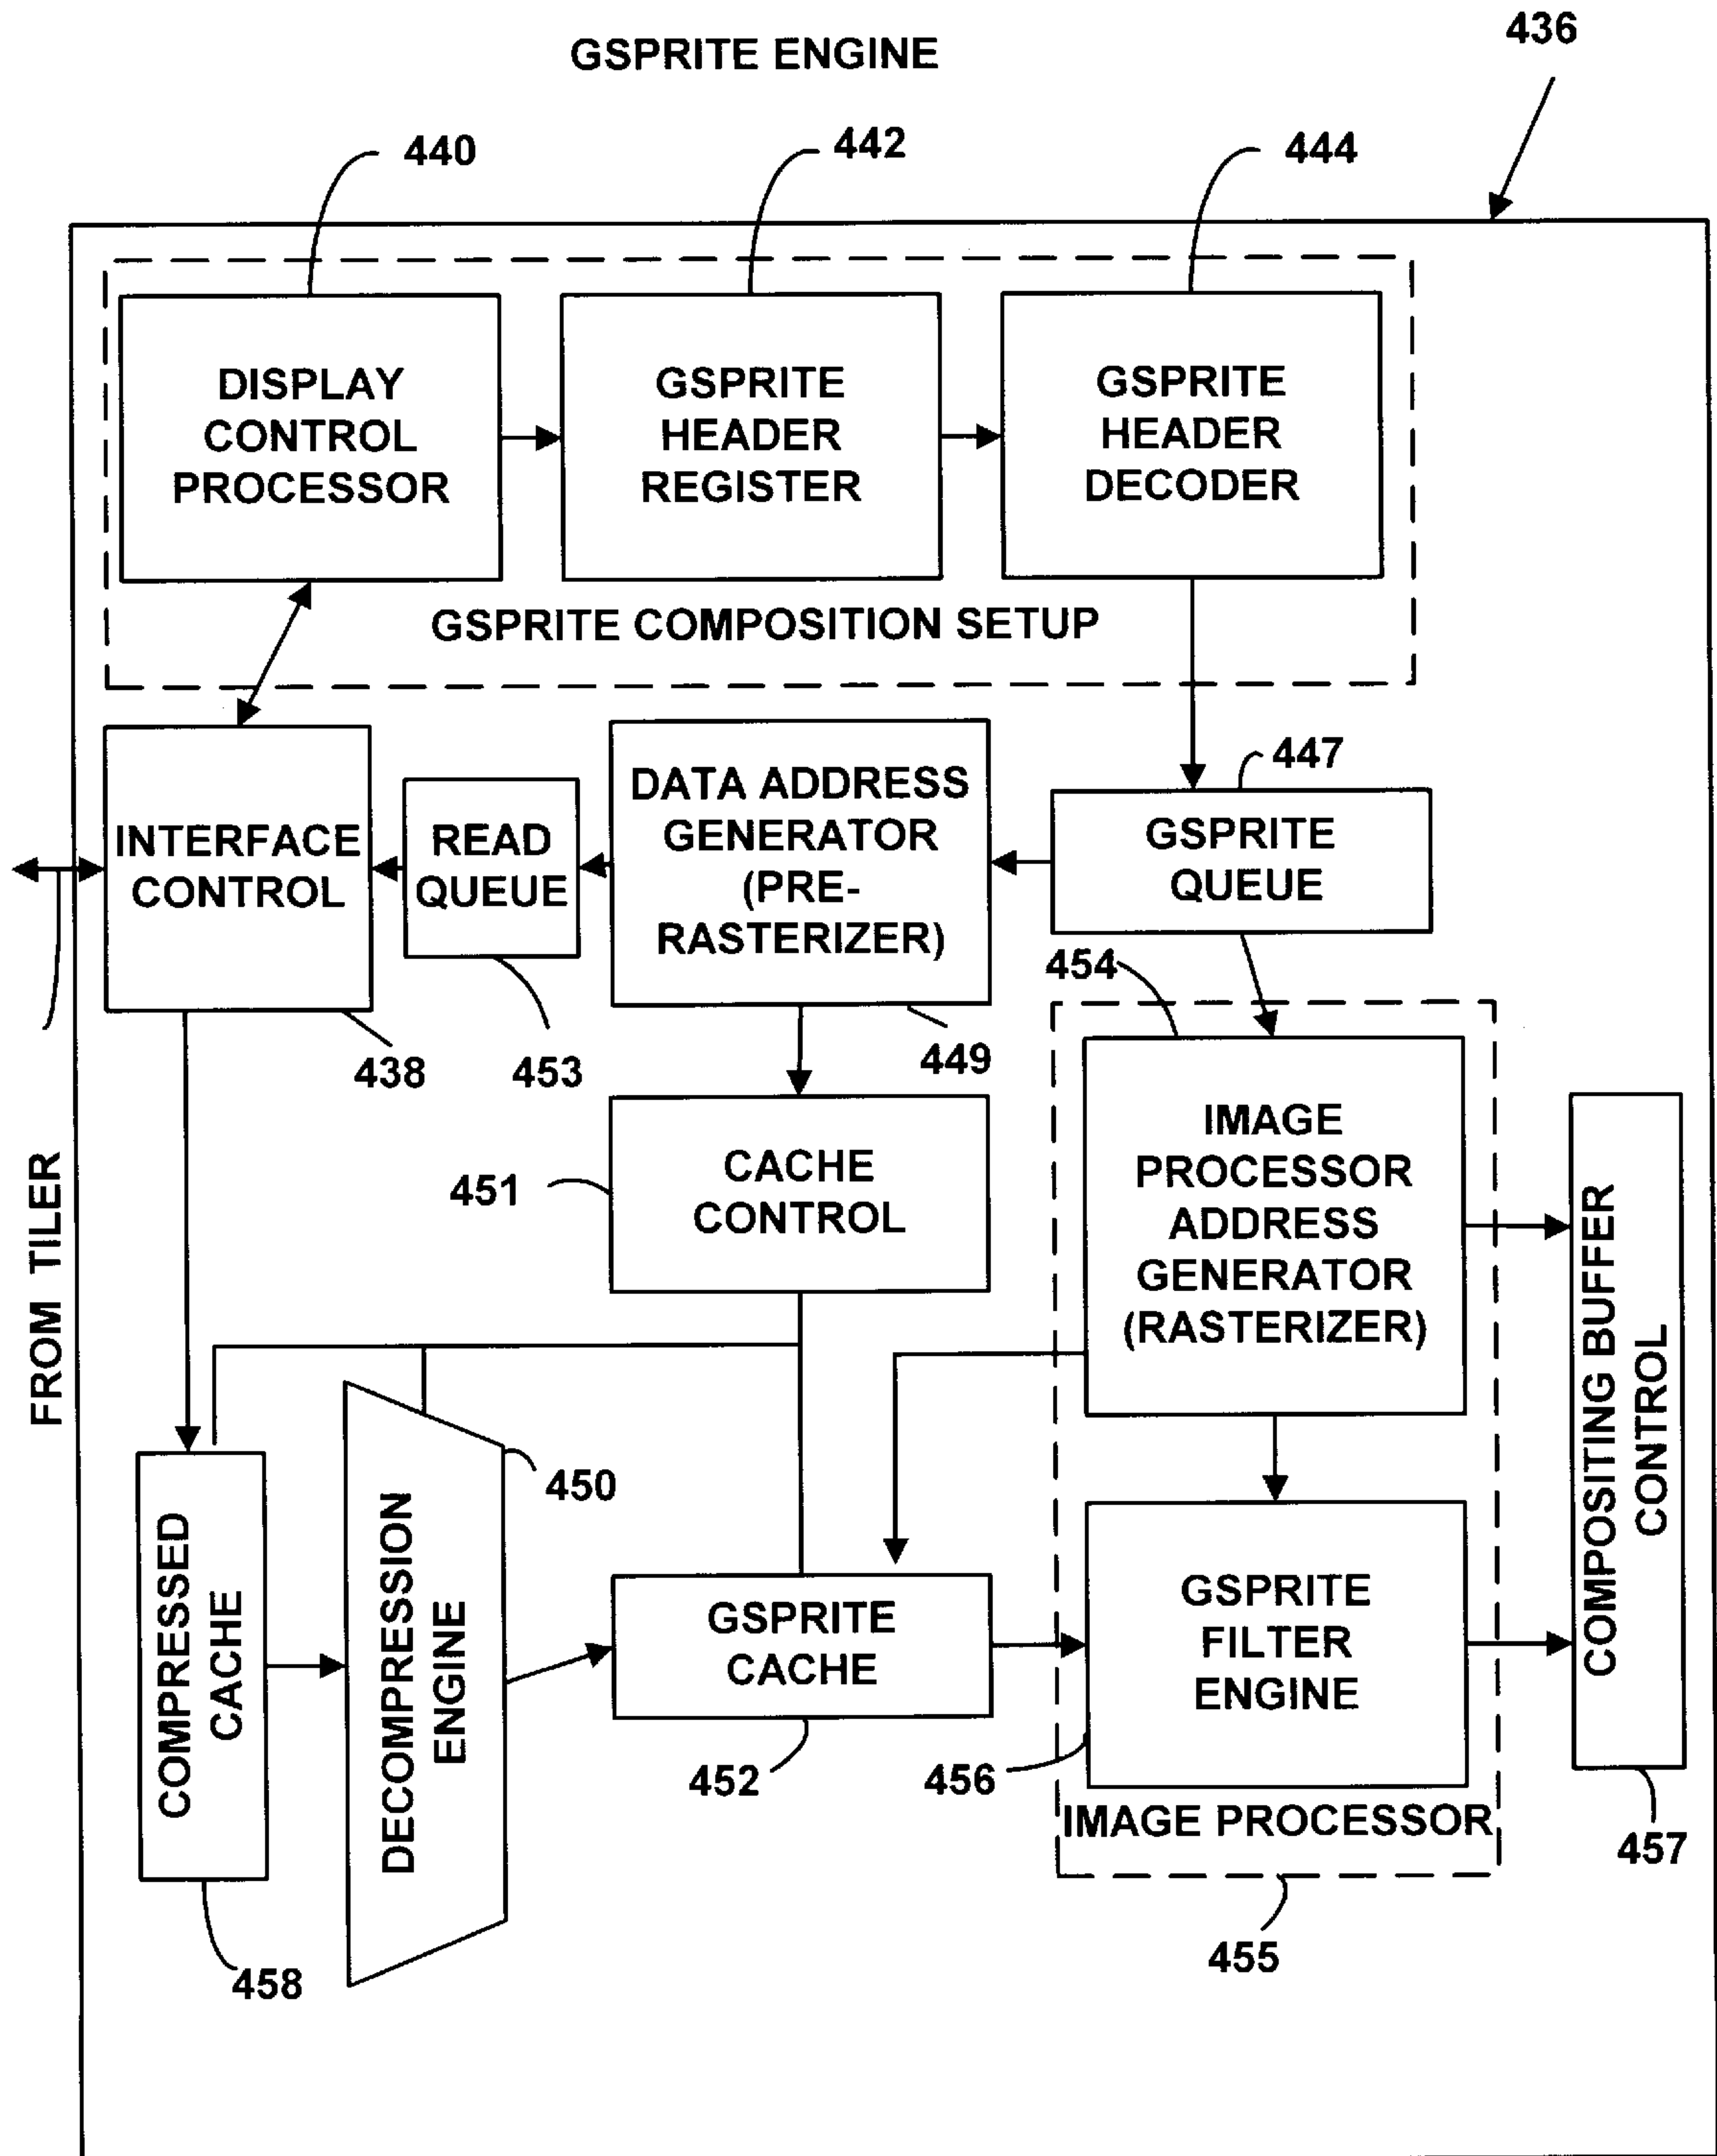 GSPRITE ENGINE
436
440
442
444
DISPLAY
CONTROL
PROCESSOR
GSPRITE
HEADER
REGISTER
GSPRITE
HEADER
DECODER
GSPRITE COMPOSITION SETUP
447
INTERFACE
CONTROL
READ
QUEUE
DATA ADDRESS
GENERATOR
(PRE-
RASTERIZER)
GSPRITE
QUEUE
454
438
453
449
FROM TILER
451
CACHE
CONTROL
IMAGE
PROCESSOR
ADDRESS
GENERATOR
(RASTERIZER)
COMPOSITING BUFFER
CONTROL
450
COMPRESSED
CACHE
DECOMPRESSION
ENGINE
GSPRITE
CACHE
GSPRITE
FILTER
ENGINE
452
456
IMAGE PROCESSOR
457
458
455